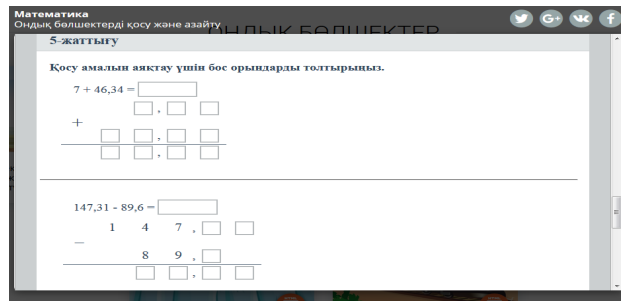 Математика
Ондық бөлшектерді қосу және азайту
ОНДЫҚ БӨЛШЕКТЕР
5-жаттығу
Қосу амалын аяқтау үшін бос орындарды толтырыңыз.
7 + 46,34 =
,
+
,
,
147,31 - 89,6 =
1 4 7 ,
—
8 9 ,
,